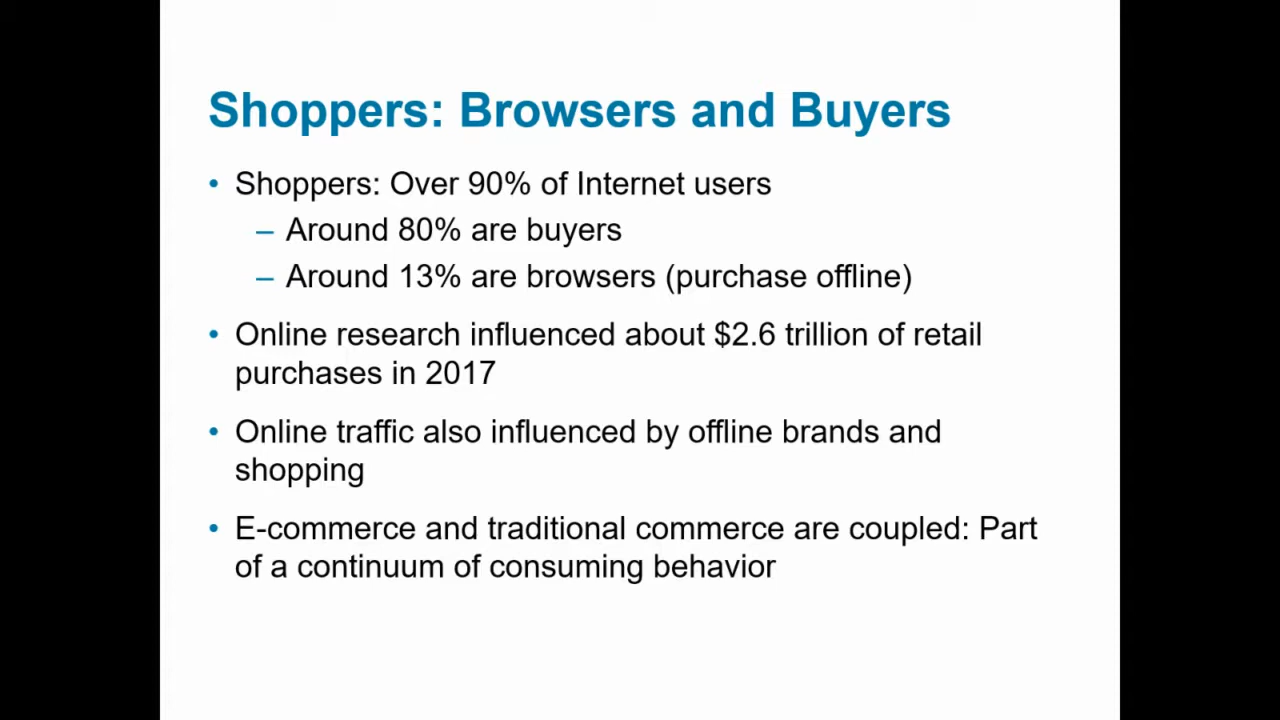 Shoppers: Browsers and Buyers
• Shoppers: Over 90% of Internet users
– Around 80% are buyers
– Around 13% are browsers (purchase offline)
• Online research influenced about $2.6 trillion of retail
purchases in 2017
• Online traffic also influenced by offline brands and
shopping
• E-commerce and traditional commerce are coupled: Part
of a continuum of consuming behavior